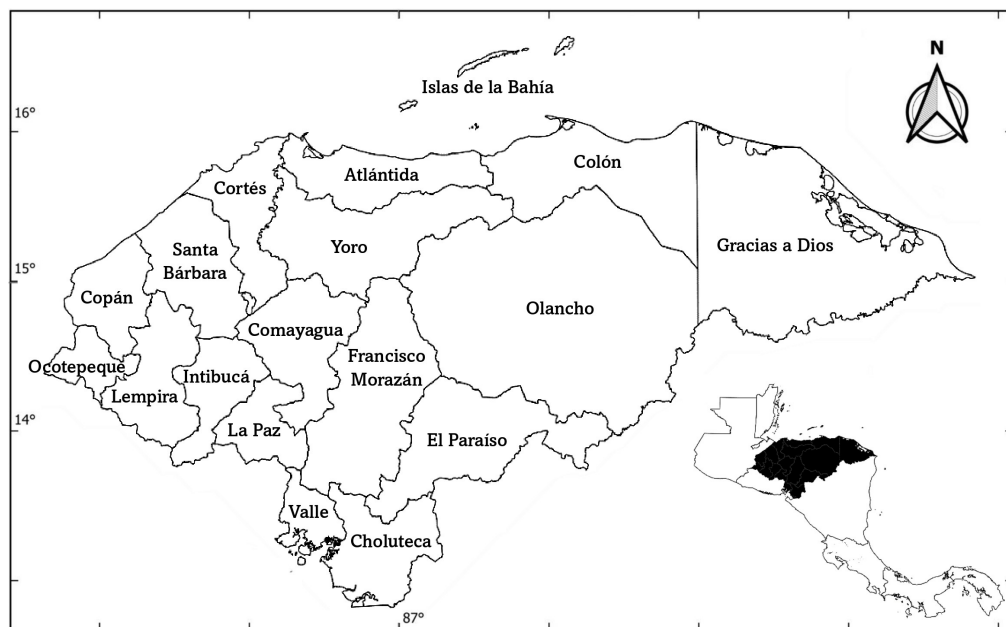 N
Islas de la Bahía
16°
Atlántida
Colón
Cortés
Santa
Bárbara
Yoro
Gracias a Dios
15°
Copán
Olancho
Comayagua
Francisco
Morazán
Ocotepeque
Intibucá
Lempira
14°
La Paz
El Paraíso
Valle
Choluteca
87°